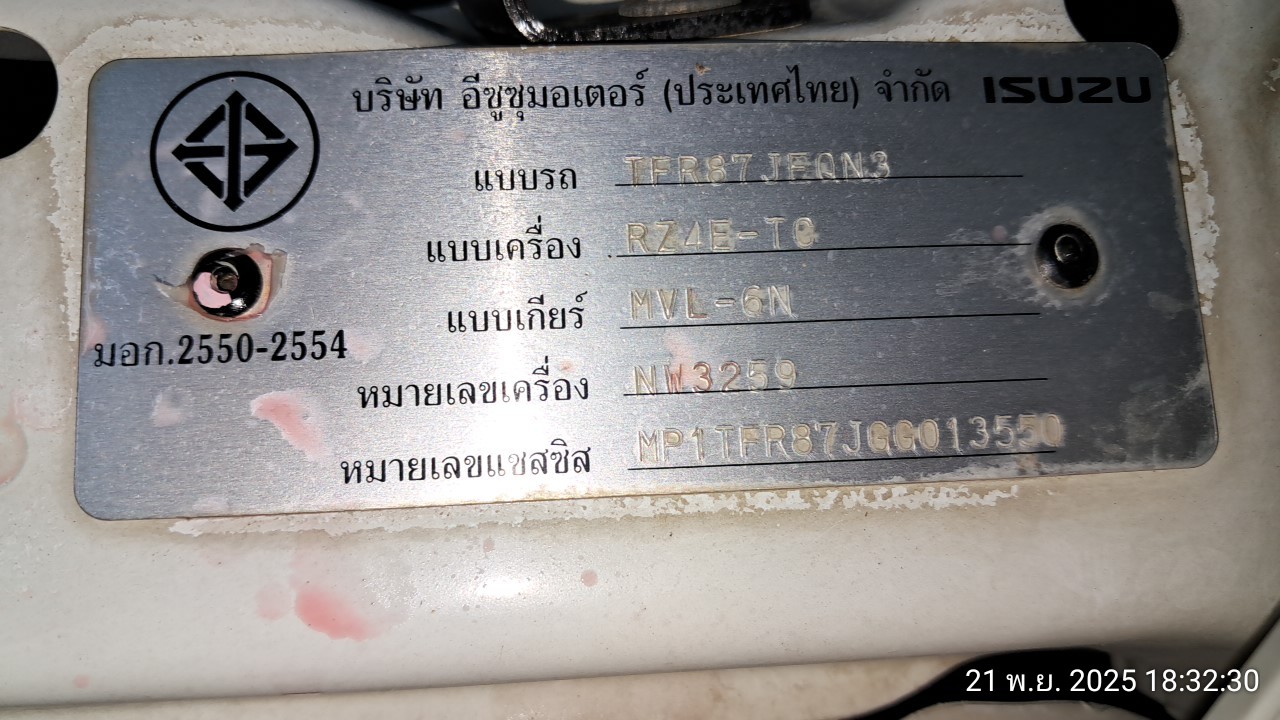 บริษัท อีซูซุมอเตอร์ (ประเทศไทย) จำกัด ISUZU
แบบรถ TFR87JEQN3
แบบเครื่อง RZ4E-TC
แบบเกียร์ MVL-6N
มอก.2550-2554
หมายเลขเครื่อง NW3259
หมายเลขแชสซิส MP1TFR87JGG013550
21 พ.ย. 2025 18:32:30